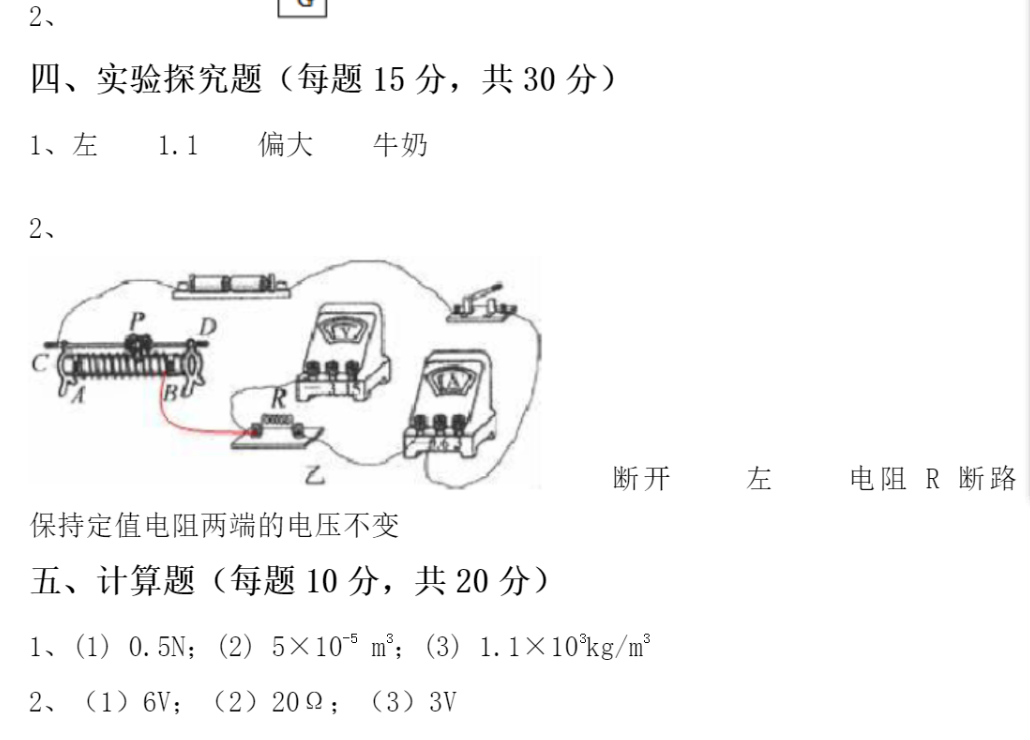 2、 G
四、实验探究题（每题 15 分，共 30 分）
1、左 1.1 偏大 牛奶
2、
P D
C
A B
V
A
R
乙
断开 左 电阻 R 断路
保持定值电阻两端的电压不变
五、计算题（每题 10 分，共 20 分）
1、(1) 0.5N；(2) 5×10⁻⁵ m³；(3) 1.1×10³kg/m³
2、（1）6V；（2）20Ω；（3）3V